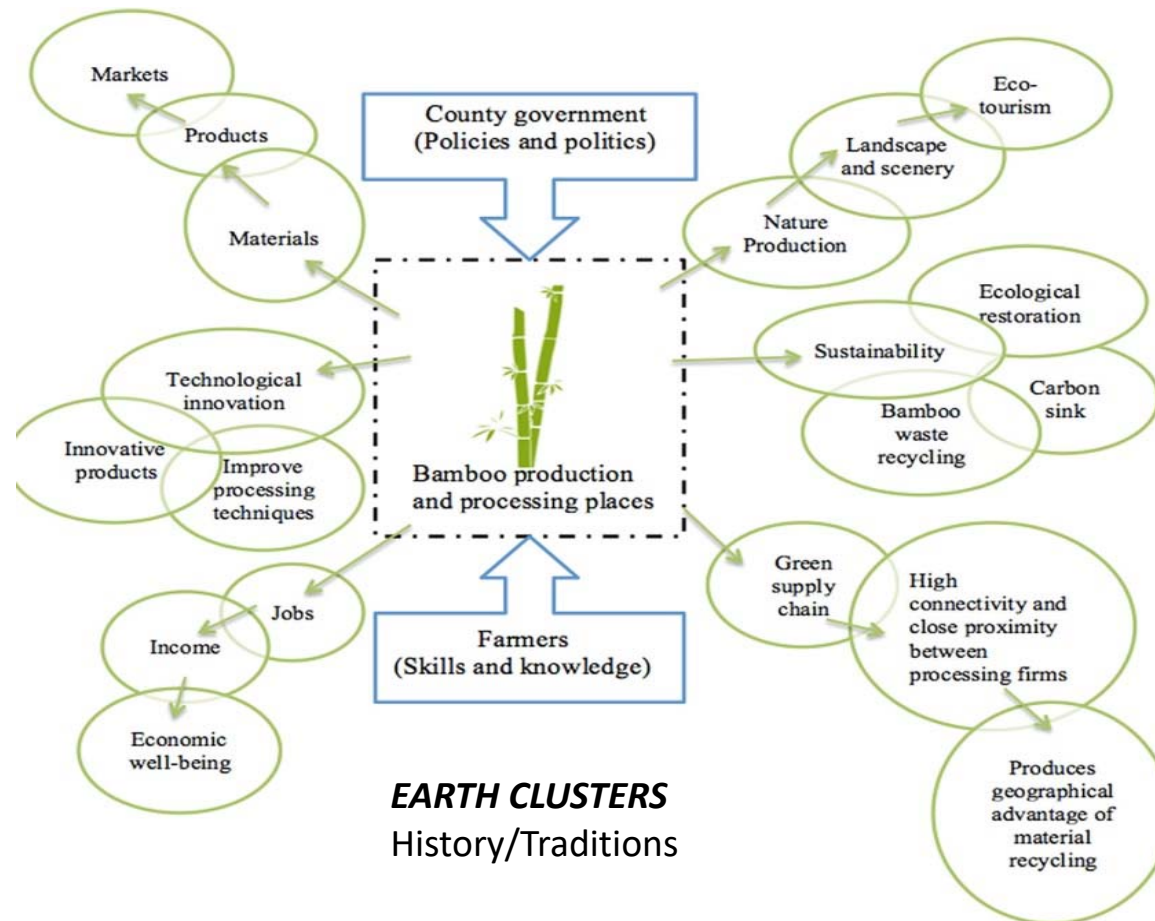 Markets
Products
Materials
County government
(Policies and politics)
Eco-
tourism
Landscape
and scenery
Nature
Production
Ecological
restoration
Sustainability
Carbon
sink
Bamboo
waste
recycling
Technological
innovation
Innovative
products
Improve
processing
techniques
Bamboo production
and processing places
Jobs
Income
Economic
well-being
Farmers
(Skills and knowledge)
Green
supply
chain
High
connectivity and
close proximity
between
processing firms
Produces
geographical
advantage of
material
recycling
EARTH CLUSTERS
History/Traditions